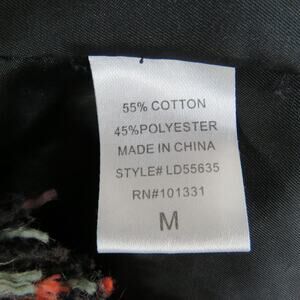 55% COTTON
45%POLYESTER
MADE IN CHINA
STYLE# LD55635
RN#101331
M